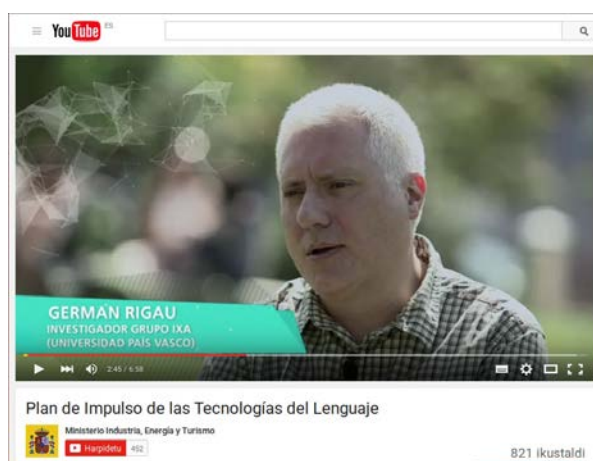 YouTube ES
GERMÁN RIGAU
INVESTIGADOR GRUPO IXA
(UNIVERSIDAD PAÍS VASCO)
2:45 / 6:58
Plan de Impulso de las Tecnologías del Lenguaje
Ministerio Industria, Energía y Turismo
Harpidetu 452
821 ikustaldi